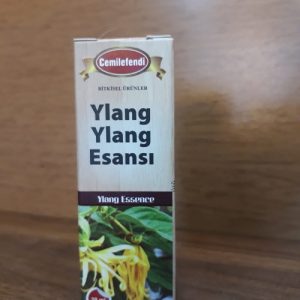 Cemilefendi
BİTKİSEL ÜRÜNLER
Ylang
Ylang
Esansı
Ylang Essence